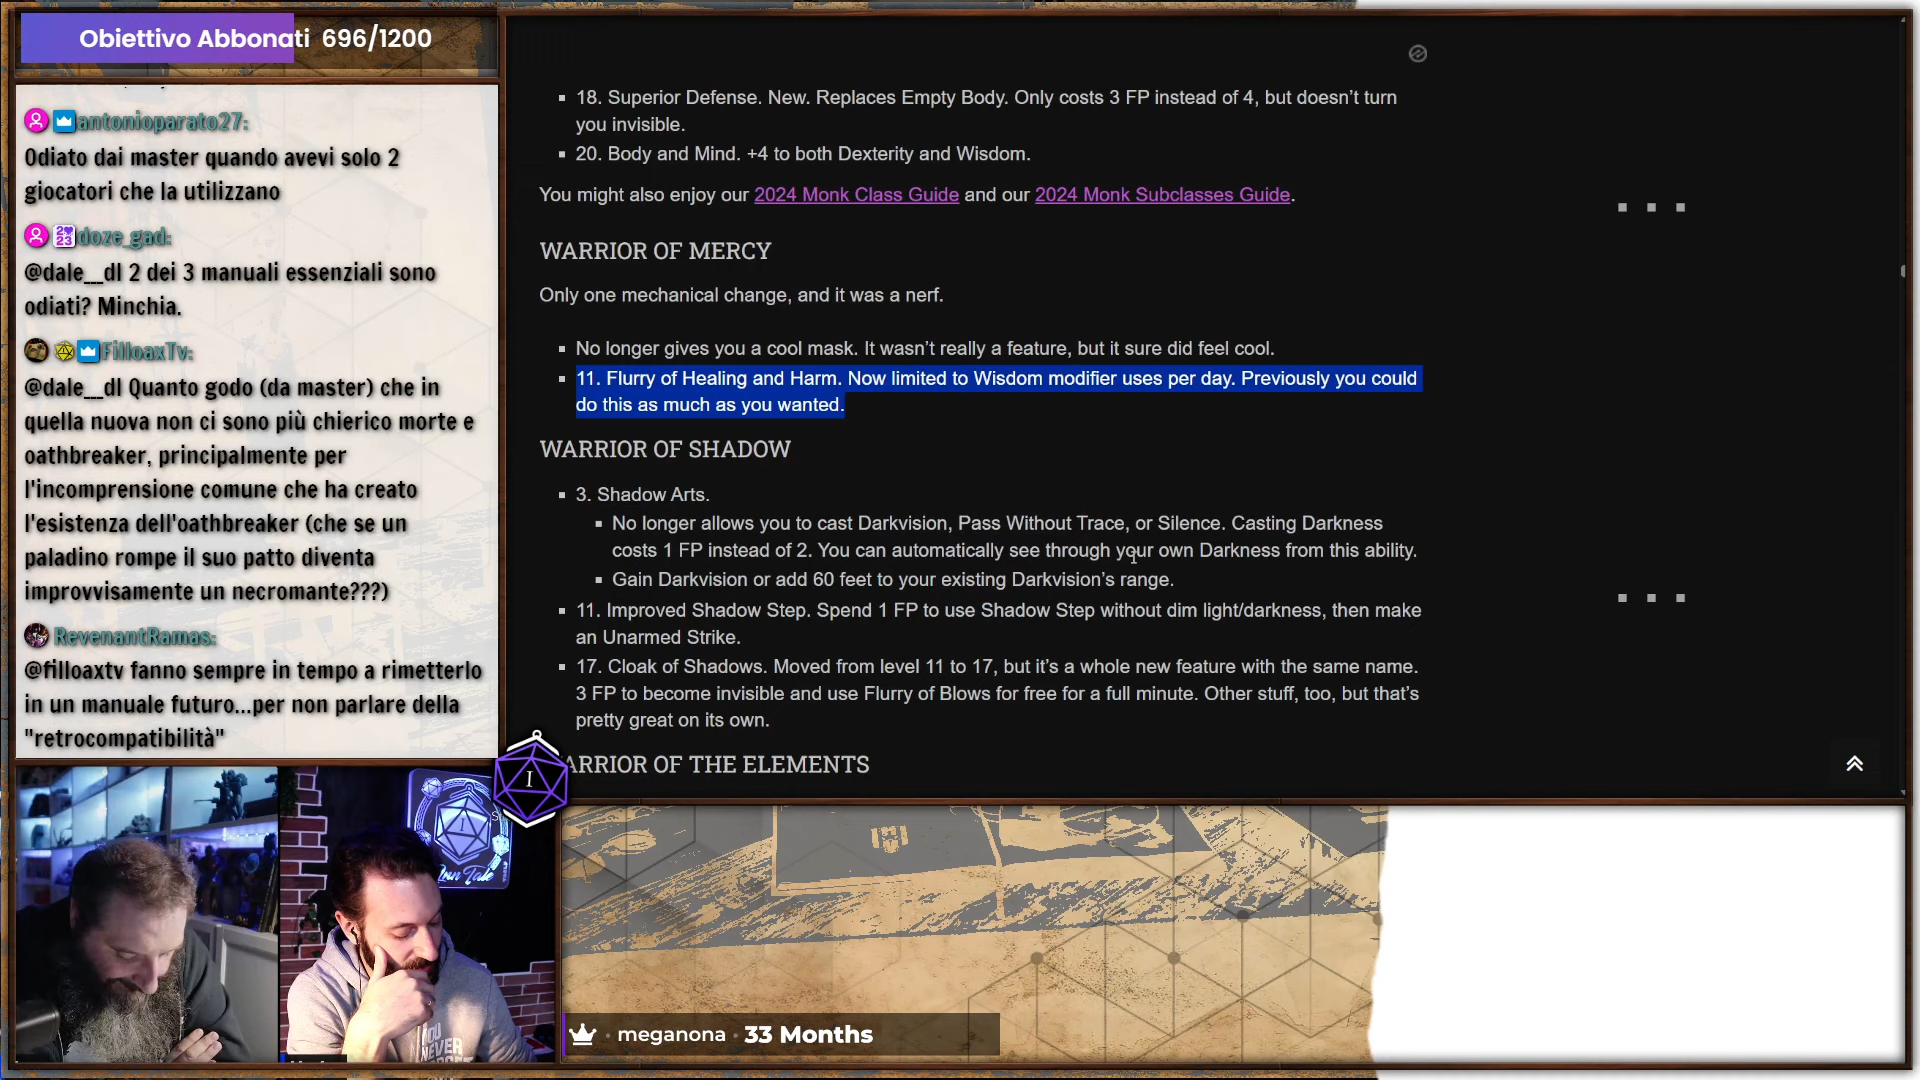 Obiettivo Abbonati 696/1200
antonioparato27:
Odiato dai master quando avevi solo 2
giocatori che la utilizzano
doze_gad:
@dale__dl 2 dei 3 manuali essenziali sono
odiati? Minchia.
FilloaxTv:
@dale__dl Quanto godo (da master) che in
quella nuova non ci sono più chierico morte e
oathbreaker, principalmente per
l'incomprensione comune che ha creato
l'esistenza dell'oathbreaker (che se un
paladino rompe il suo patto diventa
improvvisamente un necromante???)
RevenantRamas:
@filloaxtv fanno sempre in tempo a rimetterlo
in un manuale futuro...per non parlare della
"retrocompatibilità"
18. Superior Defense. New. Replaces Empty Body. Only costs 3 FP instead of 4, but doesn't turn
you invisible.
20. Body and Mind. +4 to both Dexterity and Wisdom.
You might also enjoy our 2024 Monk Class Guide and our 2024 Monk Subclasses Guide.
WARRIOR OF MERCY
Only one mechanical change, and it was a nerf.
No longer gives you a cool mask. It wasn't really a feature, but it sure did feel cool.
11. Flurry of Healing and Harm. Now limited to Wisdom modifier uses per day. Previously you could
do this as much as you wanted.
WARRIOR OF SHADOW
3. Shadow Arts.
No longer allows you to cast Darkvision, Pass Without Trace, or Silence. Casting Darkness
costs 1 FP instead of 2. You can automatically see through your own Darkness from this ability.
Gain Darkvision or add 60 feet to your existing Darkvision's range.
11. Improved Shadow Step. Spend 1 FP to use Shadow Step without dim light/darkness, then make
an Unarmed Strike.
17. Cloak of Shadows. Moved from level 11 to 17, but it's a whole new feature with the same name.
3 FP to become invisible and use Flurry of Blows for free for a full minute. Other stuff, too, but that's
pretty great on its own.
ARRIOR OF THE ELEMENTS
I
Inn Tale
YOU
NEVER
meganona · 33 Months